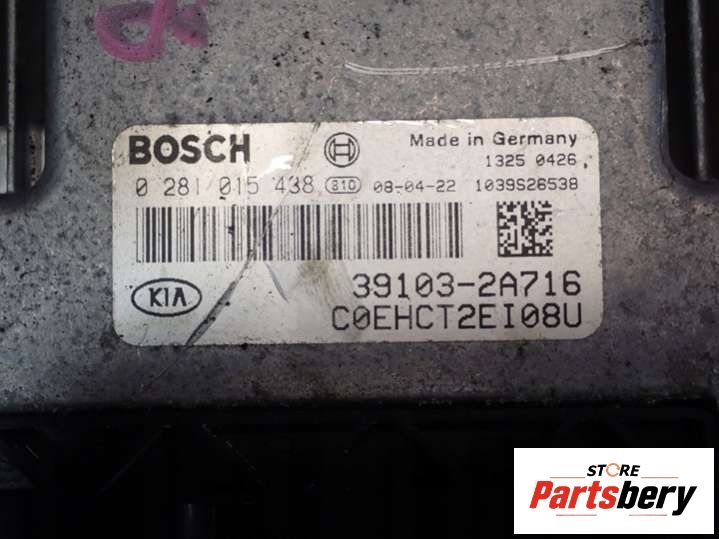 BOSCH
Made in Germany
1325 0426
0 281 015 438 810 08-04-22 1039S26538
KIA
39103-2A716
C0EHCT2EI08U
STORE
Partsbery